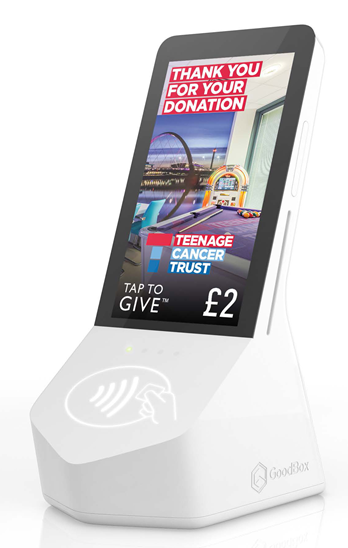 THANK YOU
FOR YOUR
DONATION
TEENAGE
CANCER
TRUST
TAP TO
GIVE™
£2
GoodBox